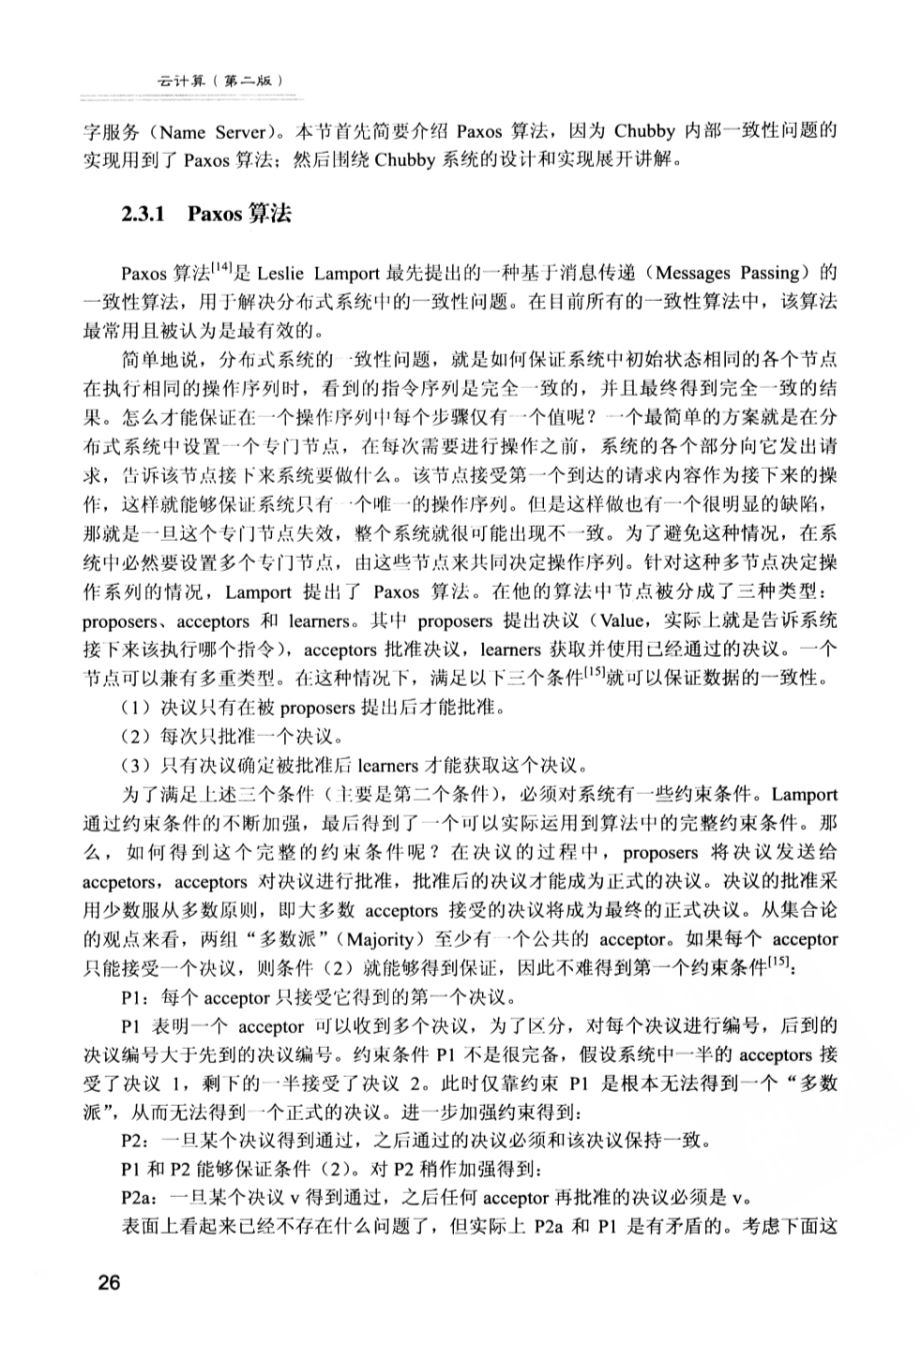 云计算（第二版）
字服务（Name Server）。本节首先简要介绍 Paxos 算法，因为 Chubby 内部一致性问题的
实现用到了 Paxos 算法；然后围绕 Chubby 系统的设计和实现展开讲解。
2.3.1 Paxos 算法
Paxos 算法[14]是 Leslie Lamport 最先提出的一种基于消息传递（Messages Passing）的
一致性算法，用于解决分布式系统中的一致性问题。在目前所有的一致性算法中，该算法
最常用且被认为是最有效的。
简单地说，分布式系统的一致性问题，就是如何保证系统中初始状态相同的各个节点
在执行相同的操作序列时，看到的指令序列是完全一致的，并且最终得到完全一致的结
果。怎么才能保证在一个操作序列中每个步骤仅有一个值呢？一个最简单的方案就是在分
布式系统中设置一个专门节点，在每次需要进行操作之前，系统的各个部分向它发出请
求，告诉该节点接下来系统要做什么。该节点接受第一个到达的请求内容作为接下来的操
作，这样就能够保证系统只有一个唯一的操作序列。但是这样做也有一个很明显的缺陷，
那就是一旦这个专门节点失效，整个系统就很可能出现不一致。为了避免这种情况，在系
统中必然要设置多个专门节点，由这些节点来共同决定操作序列。针对这种多节点决定操
作系列的情况，Lamport 提出了 Paxos 算法。在他的算法中节点被分成了三种类型：
proposers、acceptors 和 learners。其中 proposers 提出决议（Value，实际上就是告诉系统
接下来该执行哪个指令），acceptors 批准决议，learners 获取并使用已经通过的决议。一个
节点可以兼有多重类型。在这种情况下，满足以下三个条件[15]就可以保证数据的一致性。
（1）决议只有在被 proposers 提出后才能批准。
（2）每次只批准一个决议。
（3）只有决议确定被批准后 learners 才能获取这个决议。
为了满足上述三个条件（主要是第二个条件），必须对系统有一些约束条件。Lamport
通过约束条件的不断加强，最后得到了一个可以实际运用到算法中的完整约束条件。那
么，如何得到这个完整的约束条件呢？在决议的过程中，proposers 将决议发送给
accpetors，acceptors 对决议进行批准，批准后的决议才能成为正式的决议。决议的批准采
用少数服从多数原则，即大多数 acceptors 接受的决议将成为最终的正式决议。从集合论
的观点来看，两组“多数派”（Majority）至少有一个公共的 acceptor。如果每个 acceptor
只能接受一个决议，则条件（2）就能够得到保证，因此不难得到第一个约束条件[15]：
P1：每个 acceptor 只接受它得到的第一个决议。
P1 表明一个 acceptor 可以收到多个决议，为了区分，对每个决议进行编号，后到的
决议编号大于先到的决议编号。约束条件 P1 不是很完备，假设系统中一半的 acceptors 接
受了决议 1，剩下的一半接受了决议 2。此时仅靠约束 P1 是根本无法得到一个“多数
派”，从而无法得到一个正式的决议。进一步加强约束得到：
P2：一旦某个决议得到通过，之后通过的决议必须和该决议保持一致。
P1 和 P2 能够保证条件（2）。对 P2 稍作加强得到：
P2a：一旦某个决议 v 得到通过，之后任何 acceptor 再批准的决议必须是 v。
表面上看起来已经不存在什么问题了，但实际上 P2a 和 P1 是有矛盾的。考虑下面这
26